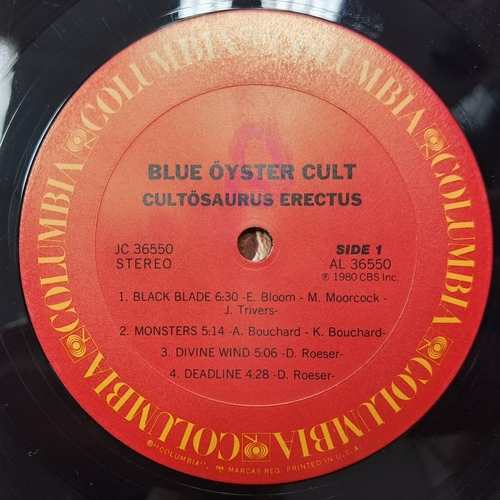 COLUMBIA COLUMBIA COLUMBIA COLUMBIA COLUMBIA COLUMBIA
BLUE ÖYSTER CULT
CULTÖSAURUS ERECTUS
JC 36550 SIDE 1
STEREO AL 36550
℗ 1980 CBS Inc.
1. BLACK BLADE 6:30 -E. Bloom - M. Moorcock -
J. Trivers-
2. MONSTERS 5:14 -A. Bouchard - K. Bouchard-
3. DIVINE WIND 5:06 -D. Roeser-
4. DEADLINE 4:28 -D. Roeser-
®"COLUMBIA", MARCAS REG. PRINTED IN U.S.A.